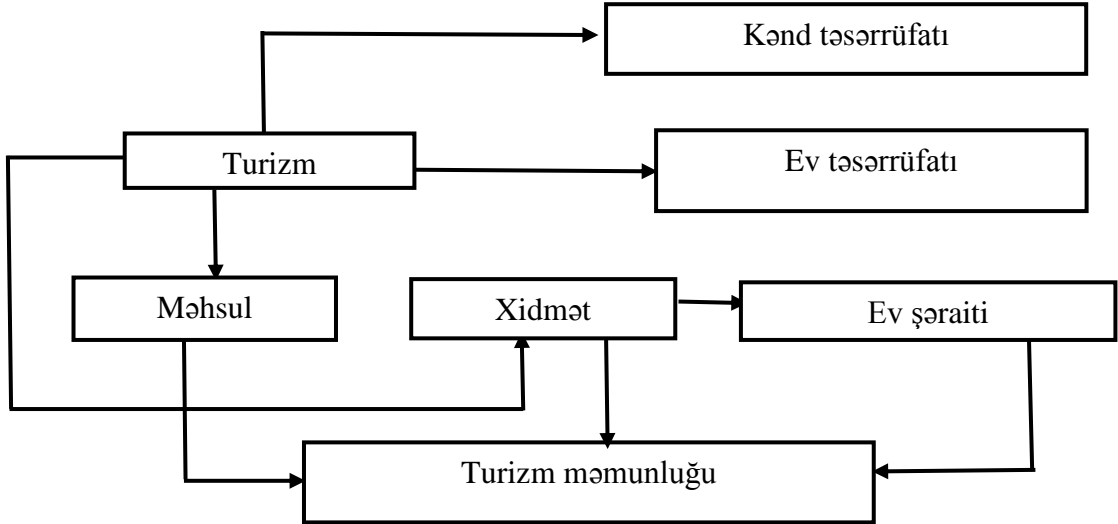 Kənd təsərrüfatı
Turizm
Ev təsərrüfatı
Məhsul
Xidmət
Ev şəraiti
Turizm məmunluğu